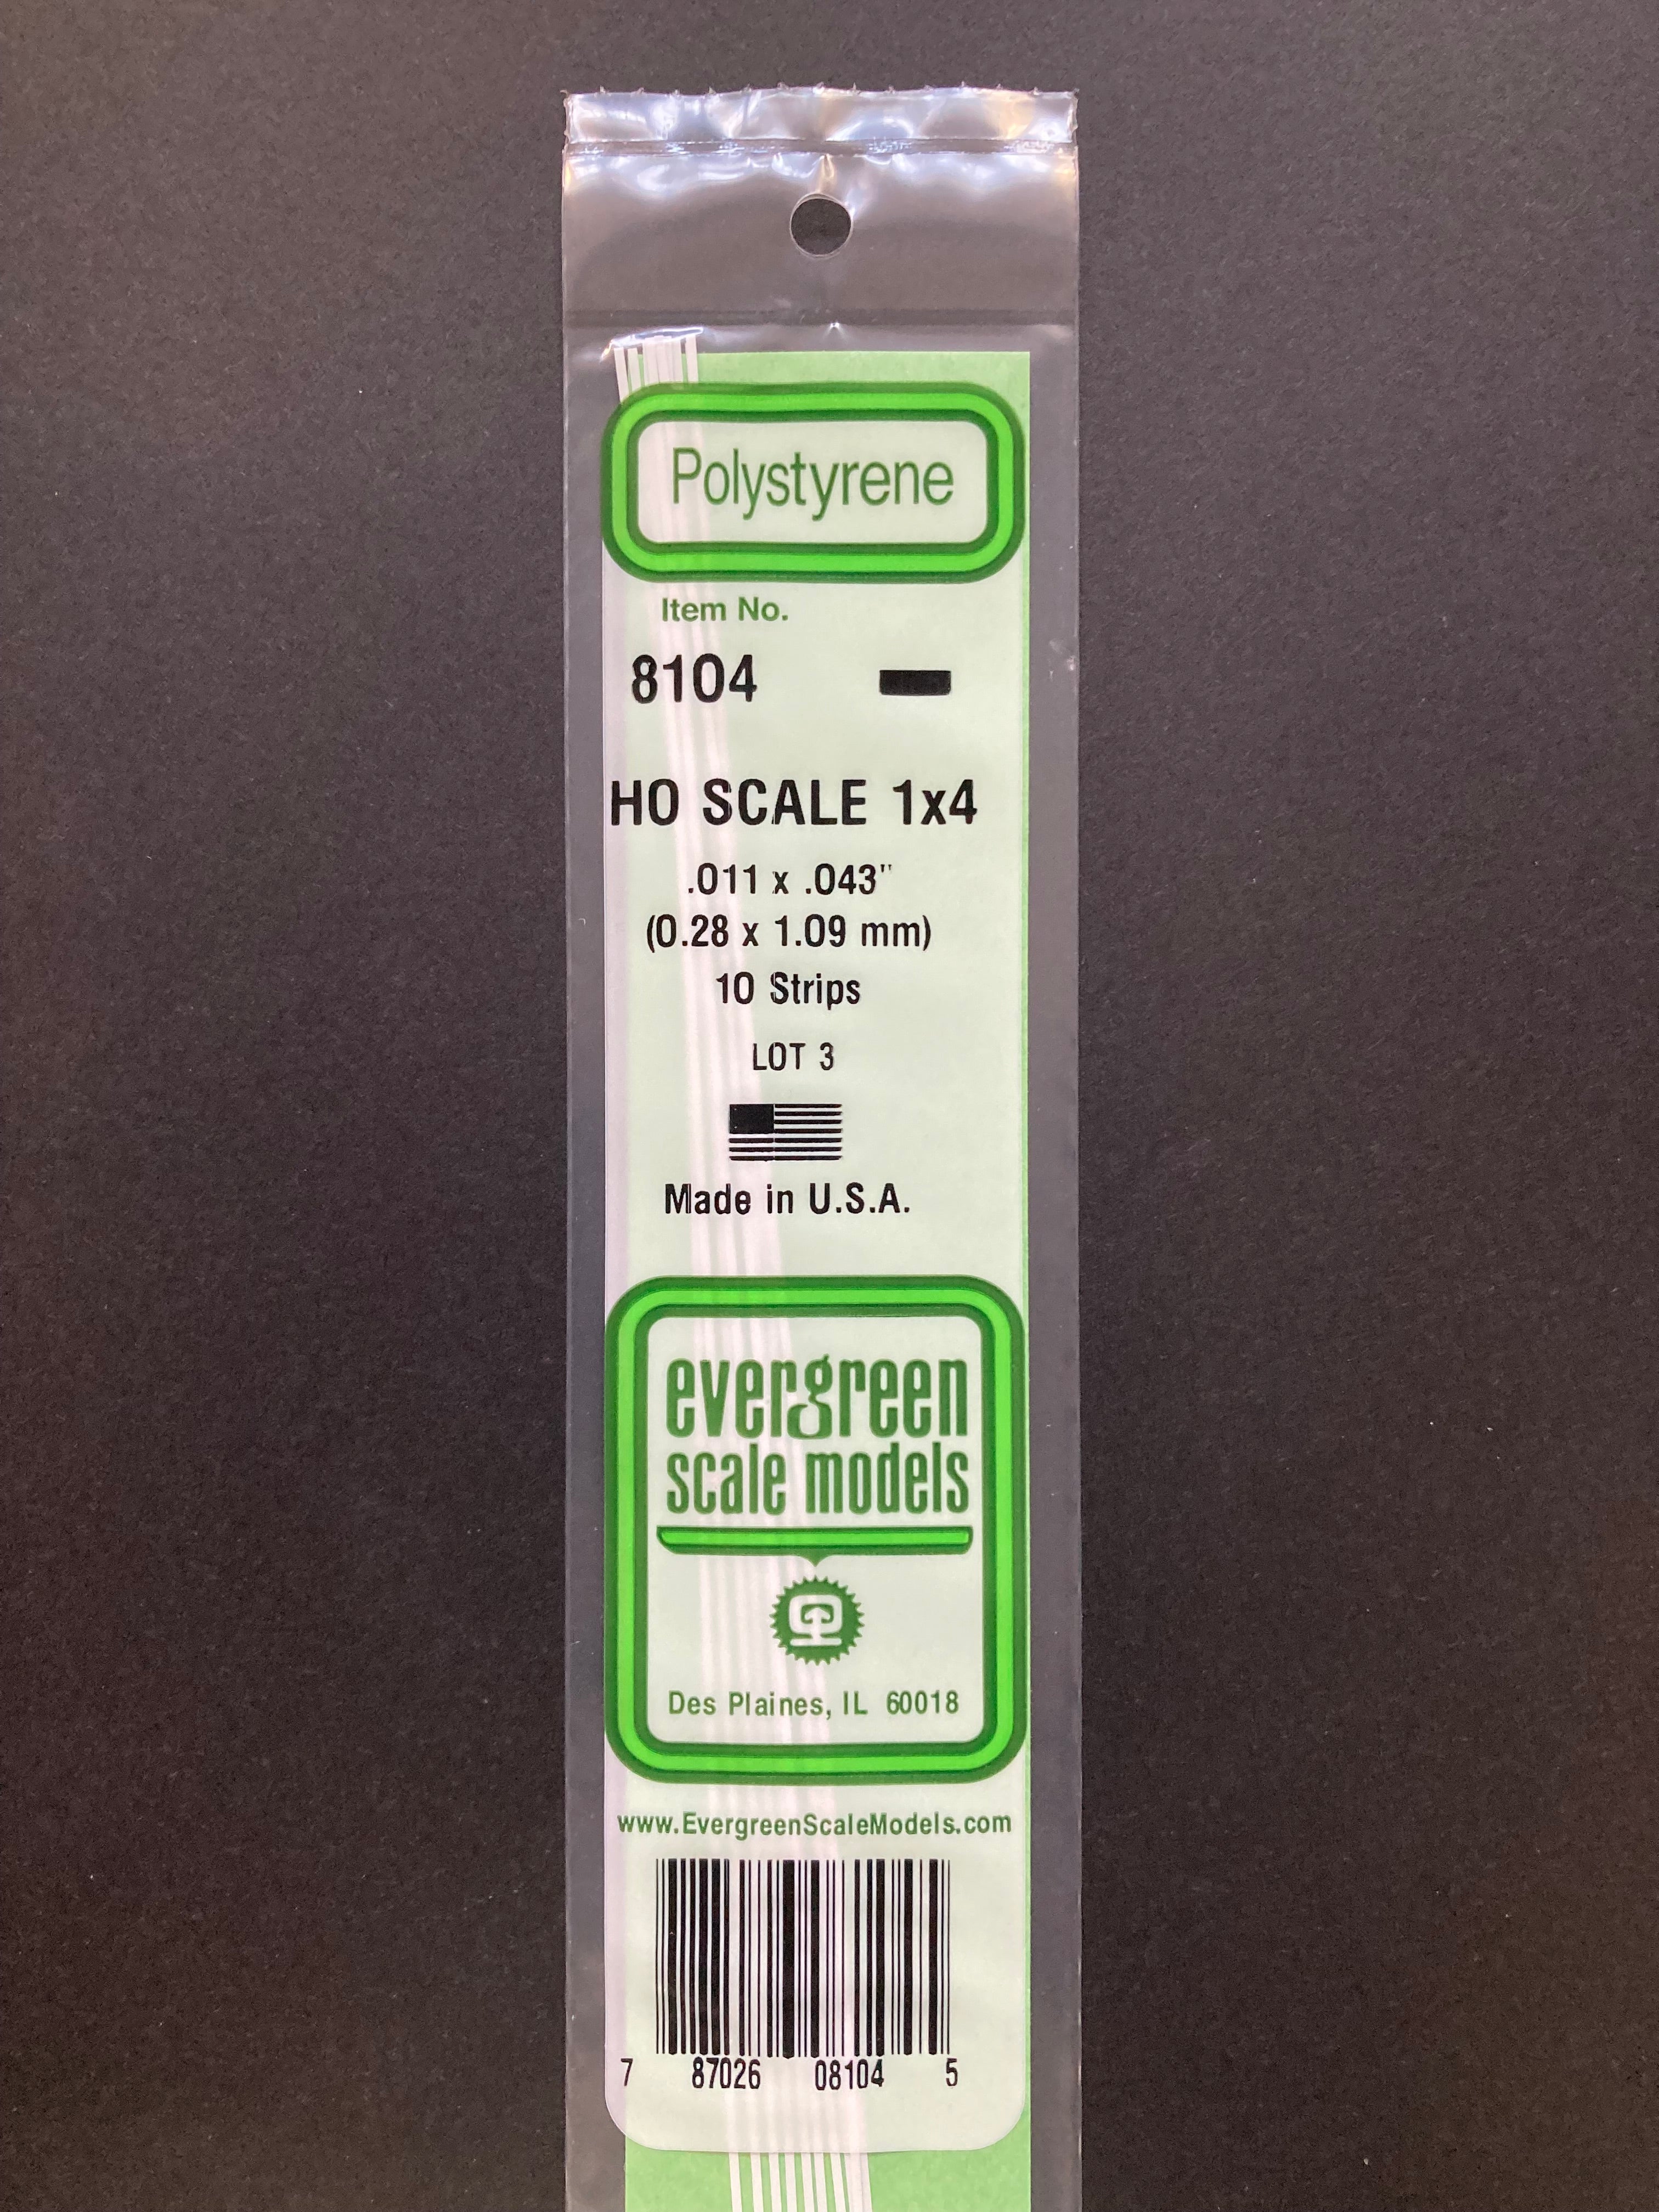 Polystyrene
Item No.
8104
HO SCALE 1x4
.011 x .043"
(0.28 x 1.09 mm)
10 Strips
LOT 3
Made in U.S.A.
evergreen
scale models
Des Plaines, IL 60018
www.EvergreenScaleModels.com
7 87026 08104 5